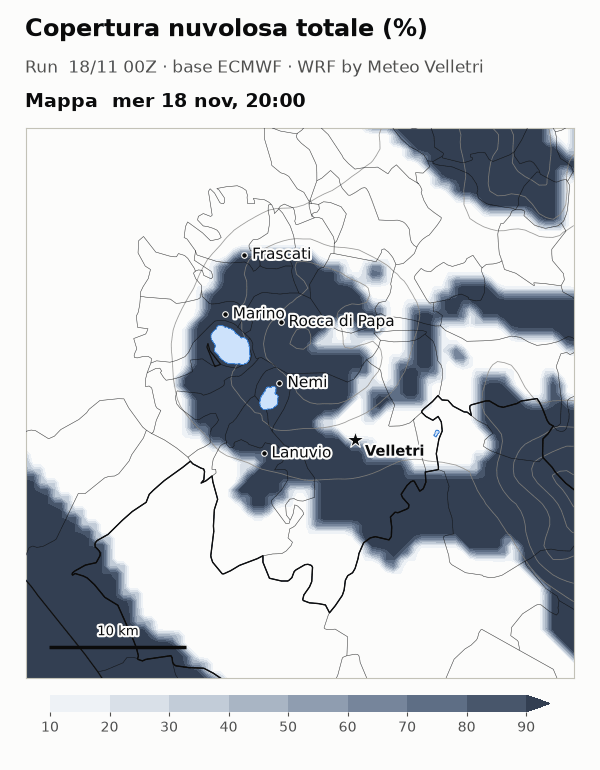 Copertura nuvolosa totale (%)
Run  18/11 00Z · base ECMWF · WRF by Meteo Velletri
Mappa  mer 18 nov, 20:00
Frascati
Marino
Rocca di Papa
Nemi
Velletri
Lanuvio
10 km
10 20 30 40 50 60 70 80 90